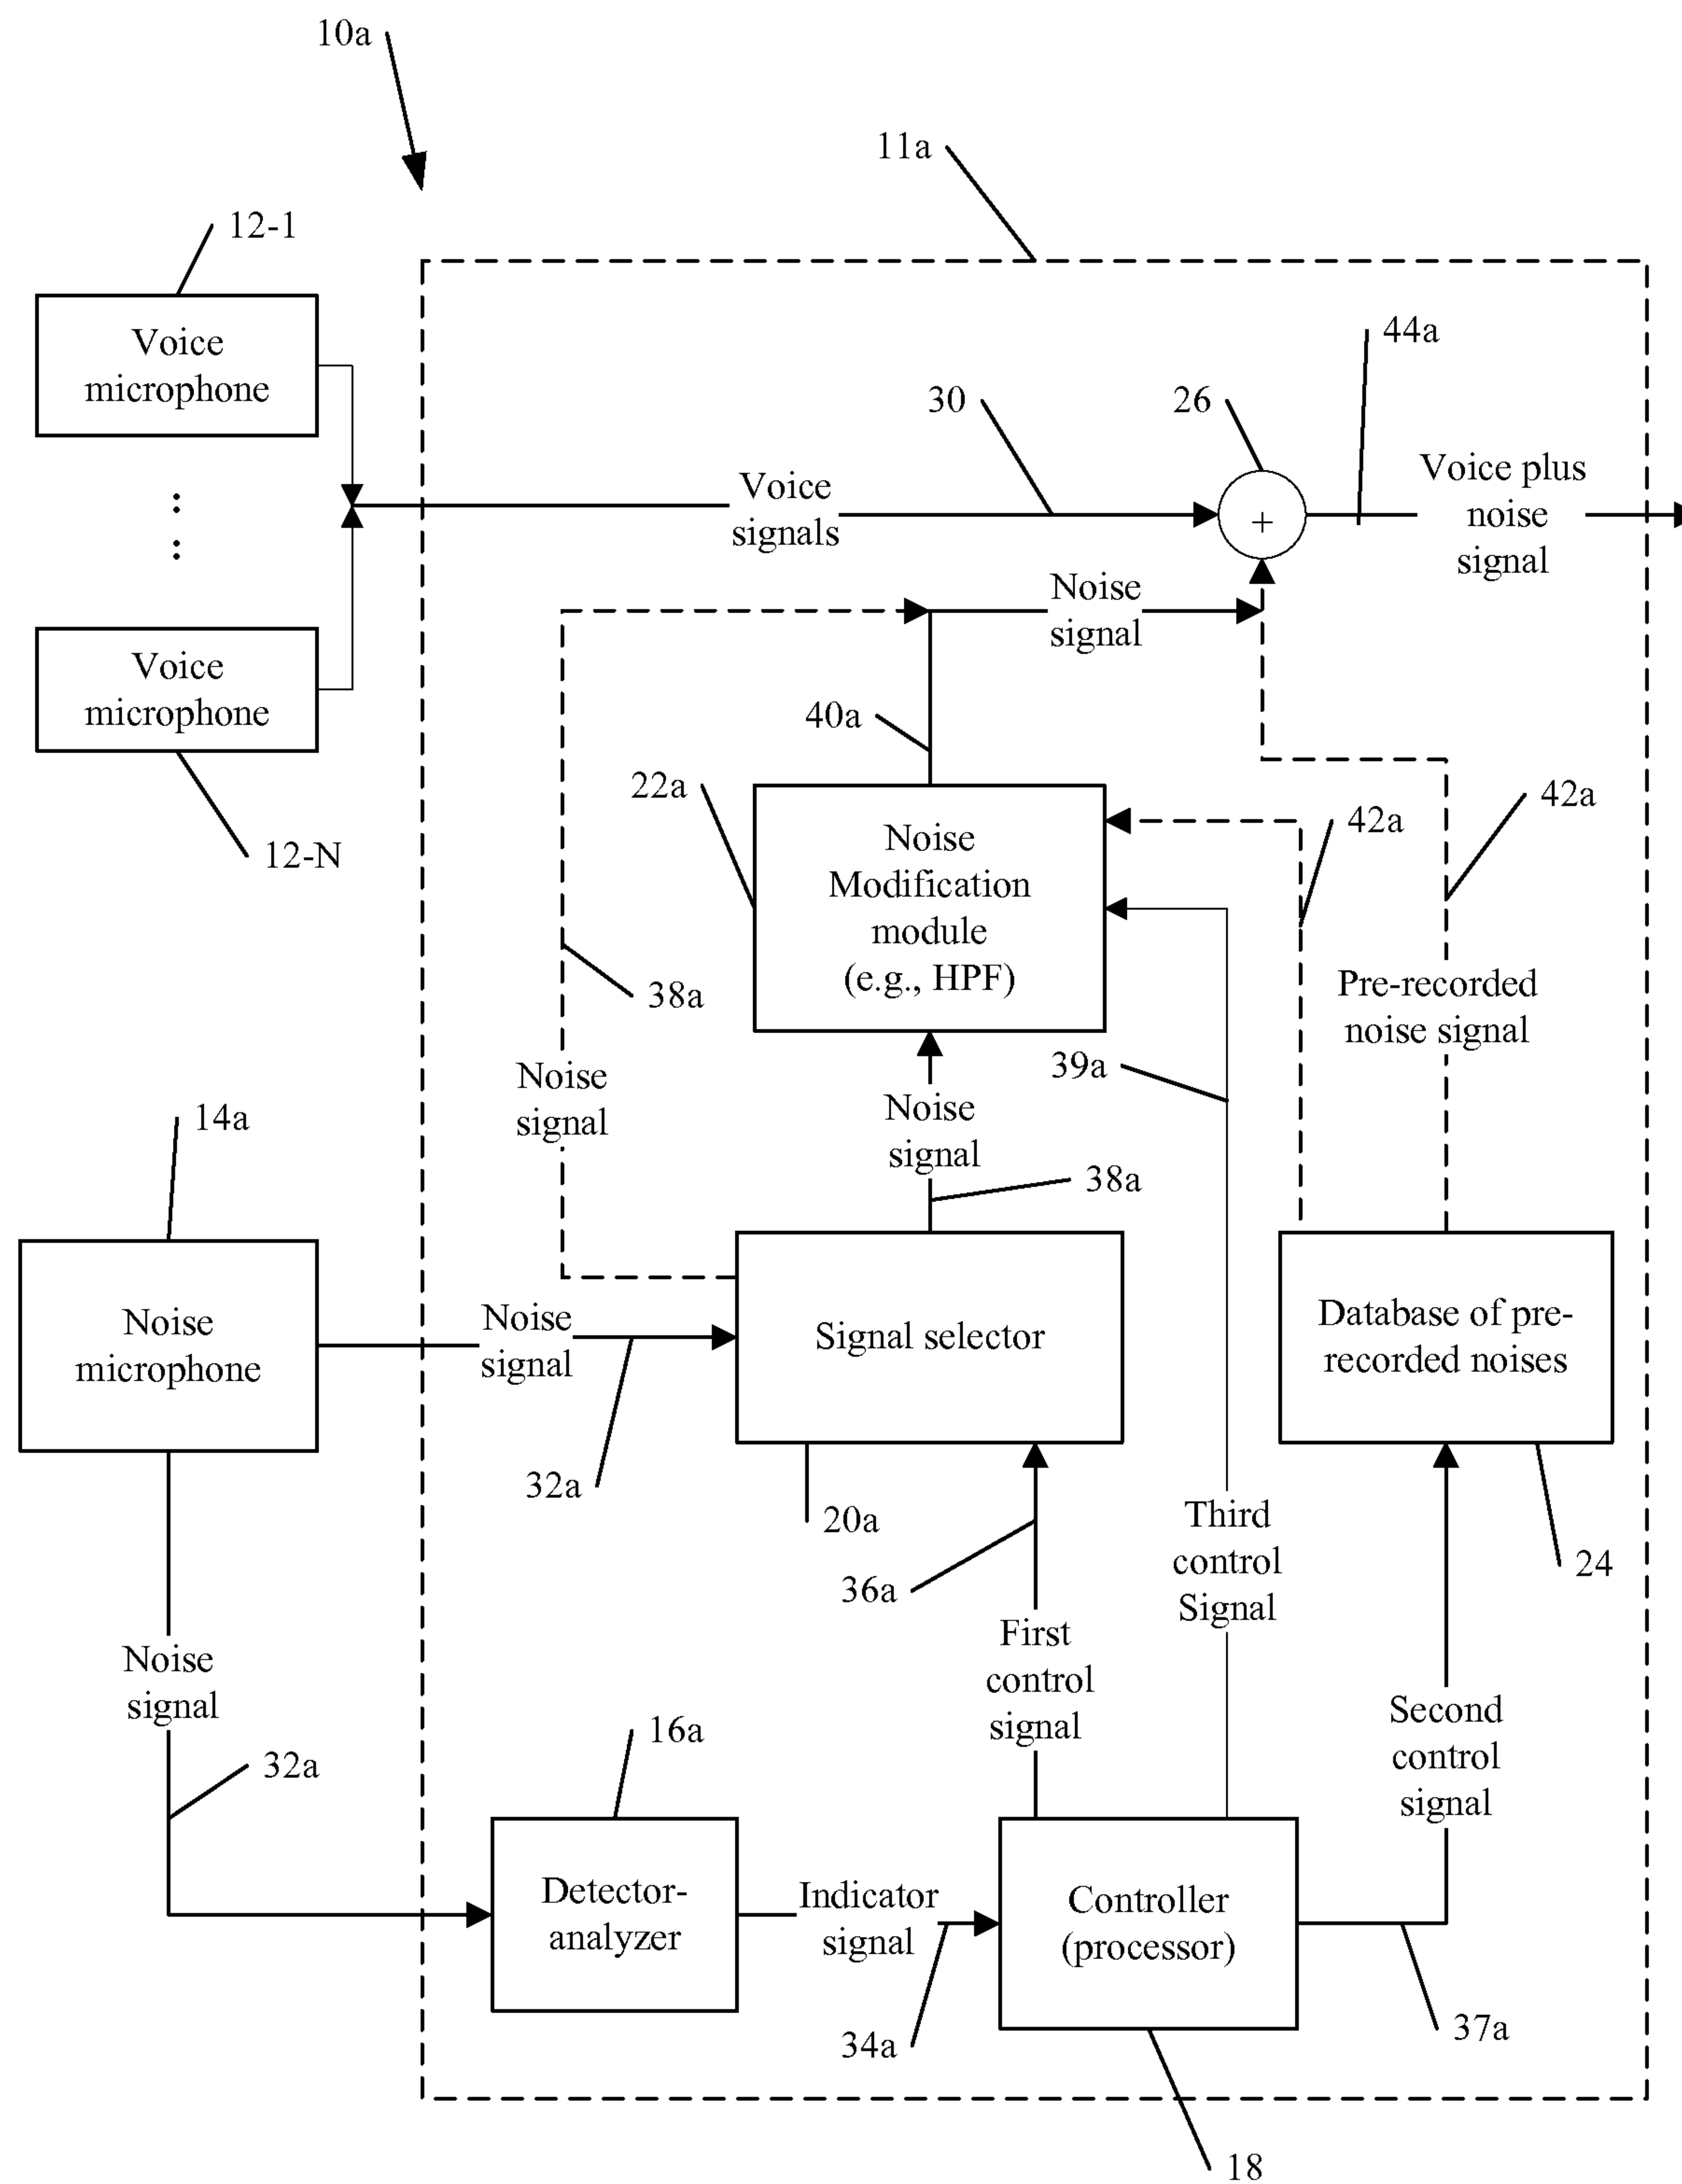 10a
11a
12-1
Voice
microphone
44a
30
26
Voice plus
noise
signal
Voice
signals
+
Noise
signal
Voice
microphone
40a
22a
42a
42a
12-N
Noise
Modification
module
(e.g., HPF)
38a
Pre-recorded
noise signal
39a
Noise
signal
Noise
signal
14a
38a
Noise
microphone
Noise
signal
Signal selector
Database of pre-
recorded noises
32a
20a
Third
control
Signal
24
36a
First
control
signal
Noise
signal
Second
control
signal
16a
32a
Detector-
analyzer
Indicator
signal
Controller
(processor)
34a
37a
18